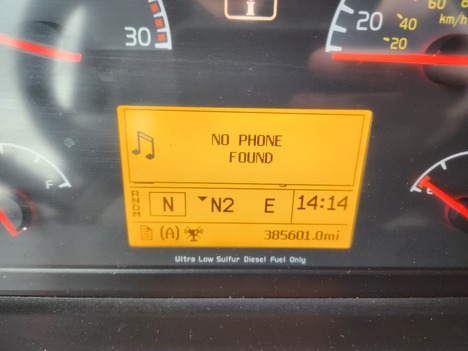 30
i
20
60
km/h
20
NO PHONE
FOUND
F
RNDM
N N2 E 14:14
(A) 385601.0mi
Ultra Low Sulfur Diesel Fuel Only